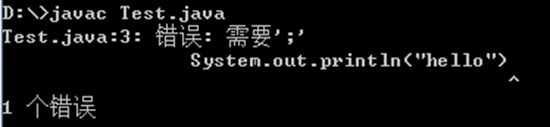 D:\>javac Test.java
Test.java:3: 错误: 需要';'
System.out.println("hello")
^
1 个错误